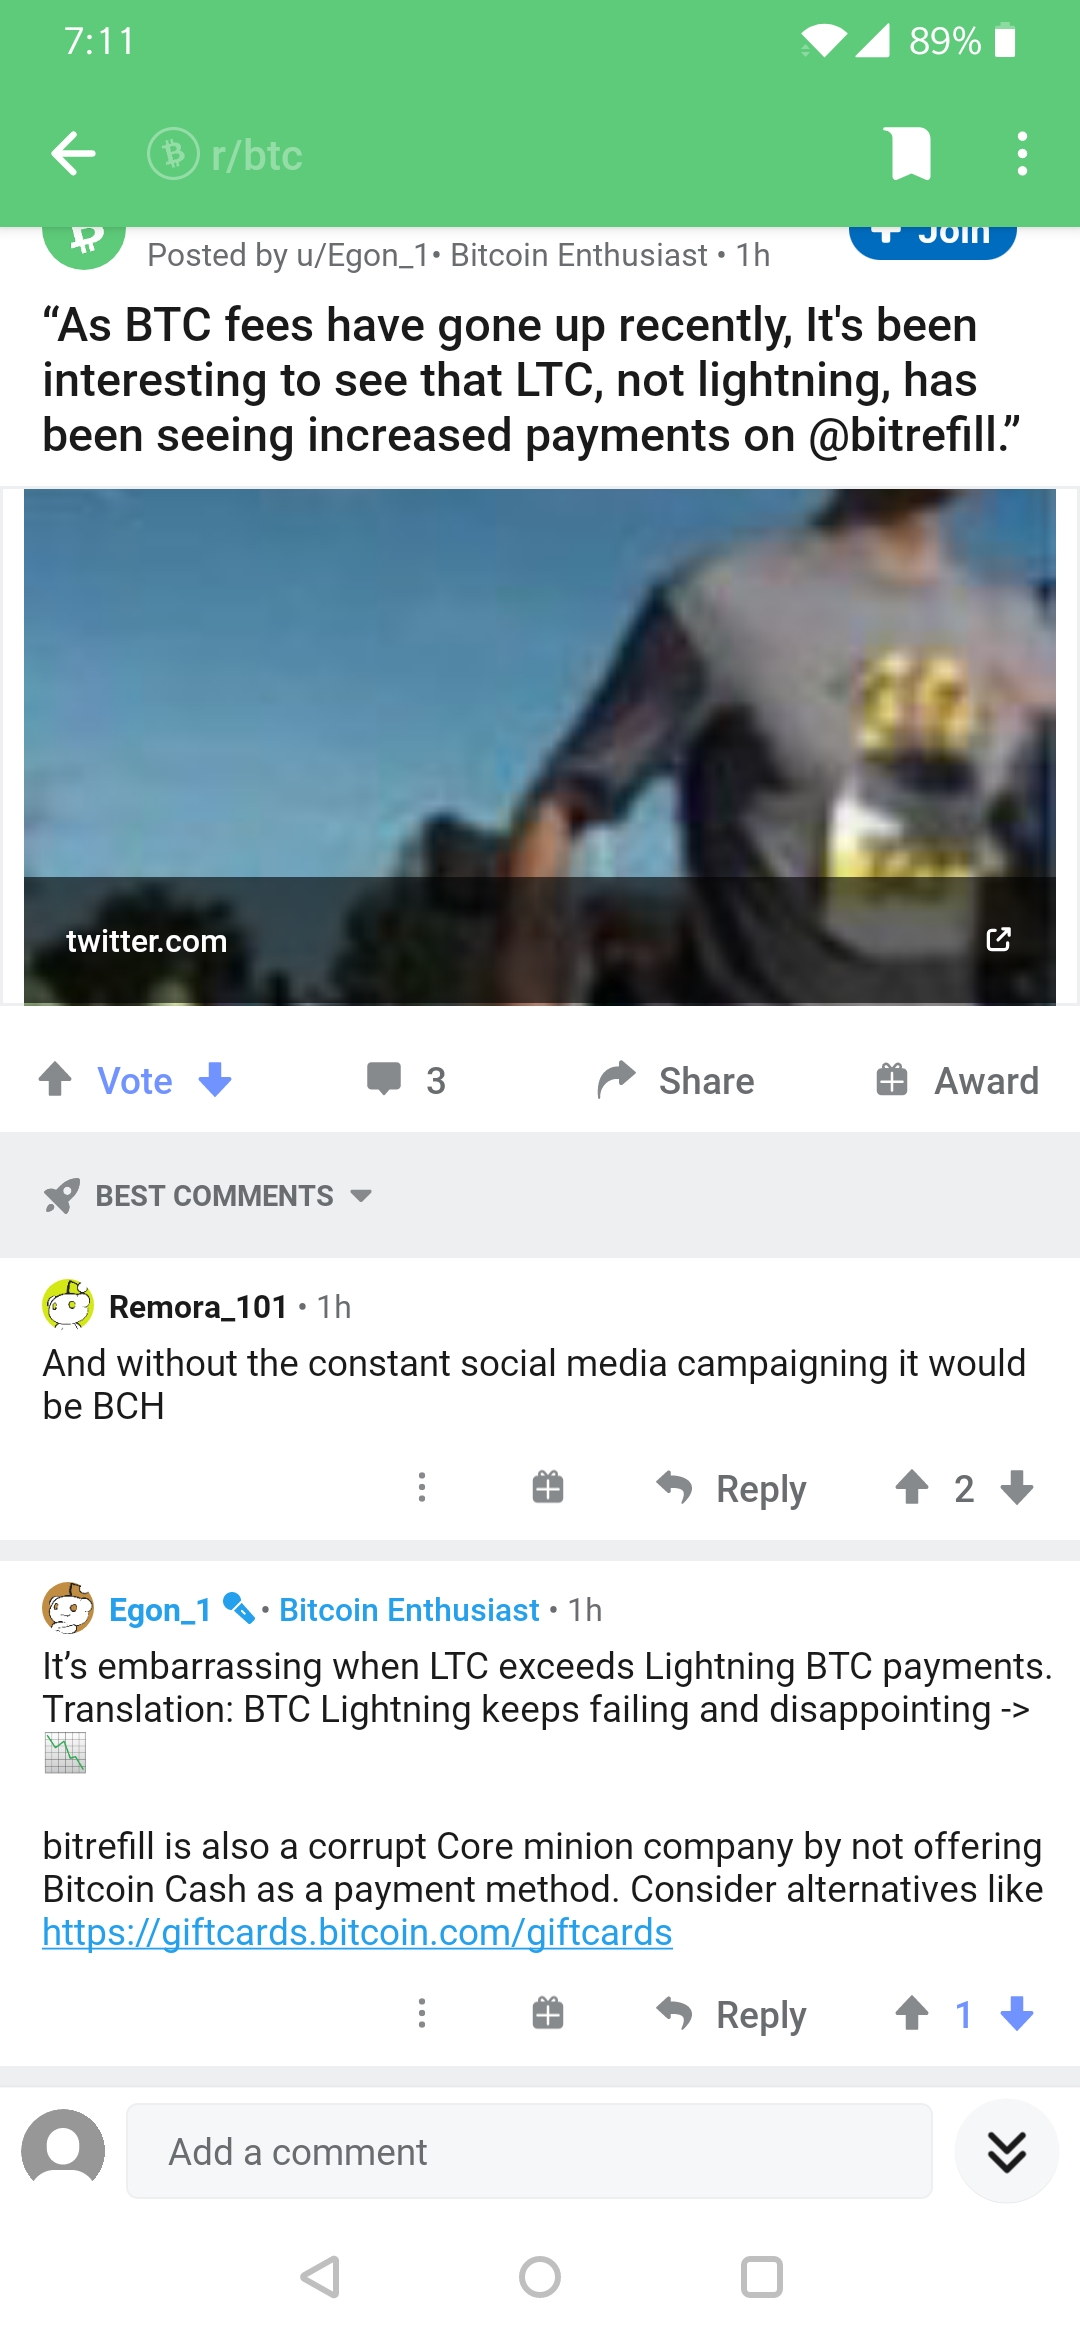 7:11
89%
r/btc
Join
Posted by u/Egon_1• Bitcoin Enthusiast • 1h
“As BTC fees have gone up recently, It's been
interesting to see that LTC, not lightning, has
been seeing increased payments on @bitrefill.”
twitter.com
Vote
3
Share
Award
BEST COMMENTS
Remora_101 • 1h
And without the constant social media campaigning it would
be BCH
Reply
2
Egon_1 • Bitcoin Enthusiast • 1h
It’s embarrassing when LTC exceeds Lightning BTC payments.
Translation: BTC Lightning keeps failing and disappointing ->
bitrefill is also a corrupt Core minion company by not offering
Bitcoin Cash as a payment method. Consider alternatives like
https://giftcards.bitcoin.com/giftcards
Reply
1
Add a comment